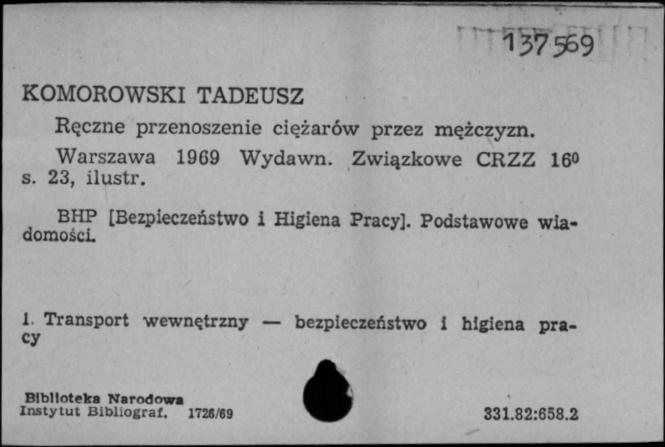 137569
KOMOROWSKI TADEUSZ
Ręczne przenoszenie ciężarów przez mężczyzn.
Warszawa 1969 Wydawn. Związkowe CRZZ 16⁰
s. 23, ilustr.
BHP [Bezpieczeństwo i Higiena Pracy]. Podstawowe wia-
domości.
1. Transport wewnętrzny — bezpieczeństwo i higiena pra-
cy
Biblioteka Narodowa
Instytut Bibliograf. 1726/69
331.82:658.2